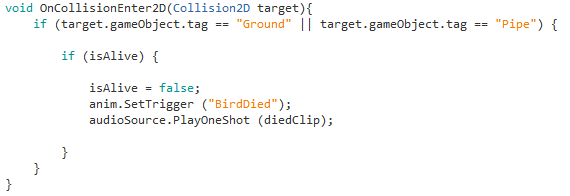 void OnCollisionEnter2D(Collision2D target){
    if (target.gameObject.tag == "Ground" || target.gameObject.tag == "Pipe") {
        if (isAlive) {
            isAlive = false;
            anim.SetTrigger ("BirdDied");
            audioSource.PlayOneShot (diedClip);
        }
    }
}